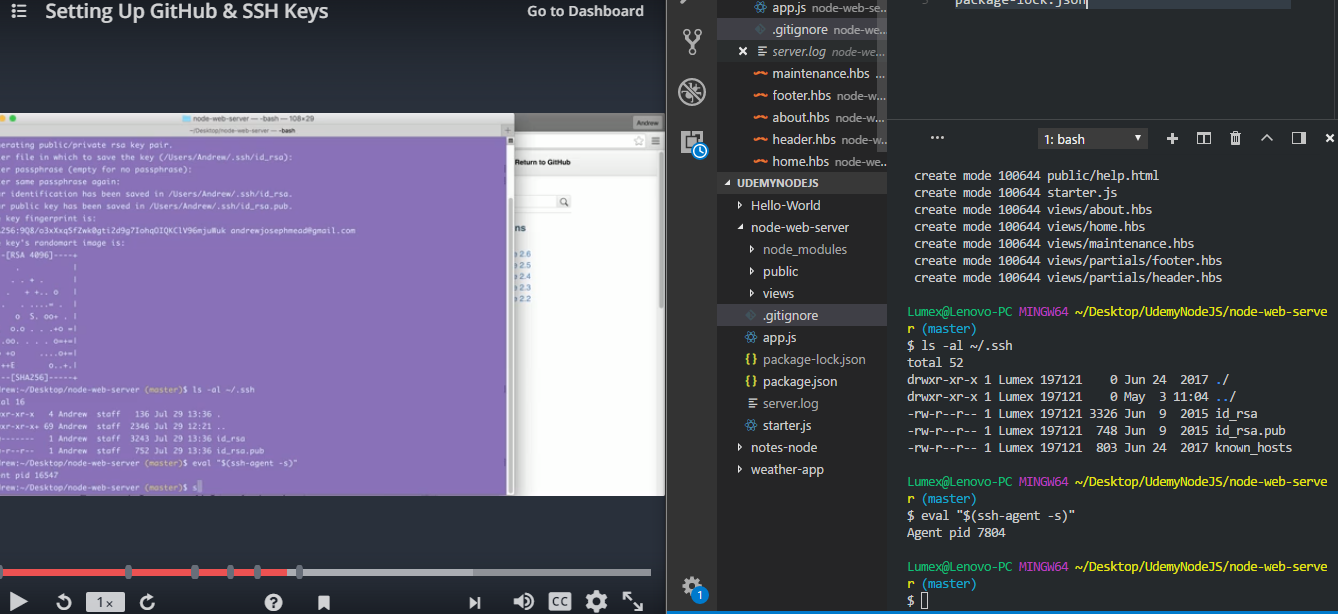 Setting Up GitHub & SSH Keys
Go to Dashboard
node-web-server — -bash — 108×29
~/Desktop/node-web-server — -bash
Andrew
erating public/private rsa key pair.
er file in which to save the key (/Users/Andrew/.ssh/id_rsa):
er passphrase (empty for no passphrase):
er same passphrase again:
r identification has been saved in /Users/Andrew/.ssh/id_rsa.
r public key has been saved in /Users/Andrew/.ssh/id_rsa.pub.
key fingerprint is:
andrewjosephmead@gmail.com
key's randomart image is:
--[RSA 4096]----+
--[SHA256]-----+
drew:~/Desktop/node-web-server (master)$ ls -al ~/.ssh
al 16
wxr-xr-x 4 Andrew staff 136 Jul 29 13:36 .
wxr-xr-x+ 69 Andrew staff 2346 Jul 29 12:21 ..
w------- 1 Andrew staff 3243 Jul 29 13:36 id_rsa
w-r--r-- 1 Andrew staff 752 Jul 29 13:36 id_rsa.pub
drew:~/Desktop/node-web-server (master)$ eval "$(ssh-agent -s)"
nt pid 16547
drew:~/Desktop/node-web-server (master)$ s
Return to GitHub
ns
2.6
2.5
2.4
2.3
2.2
1x
?
CC
app.js node-web-se...
.gitignore node-we...
server.log node-we...
maintenance.hbs ...
footer.hbs node-w...
about.hbs node-w...
header.hbs node-w...
home.hbs node-we...
UDEMYNODEJS
Hello-World
node-web-server
node_modules
public
views
.gitignore
app.js
{} package-lock.json
{} package.json
server.log
starter.js
notes-node
weather-app
1
package-lock.json
1: bash
create mode 100644 public/help.html
create mode 100644 starter.js
create mode 100644 views/about.hbs
create mode 100644 views/home.hbs
create mode 100644 views/maintenance.hbs
create mode 100644 views/partials/footer.hbs
create mode 100644 views/partials/header.hbs
Lumex@Lenovo-PC MINGW64 ~/Desktop/UdemyNodeJS/node-web-serve
r (master)
$ ls -al ~/.ssh
total 52
drwxr-xr-x 1 Lumex 197121 0 Jun 24 2017 ./
drwxr-xr-x 1 Lumex 197121 0 May 3 11:04 ../
-rw-r--r-- 1 Lumex 197121 3326 Jun 9 2015 id_rsa
-rw-r--r-- 1 Lumex 197121 748 Jun 9 2015 id_rsa.pub
-rw-r--r-- 1 Lumex 197121 803 Jun 24 2017 known_hosts
Lumex@Lenovo-PC MINGW64 ~/Desktop/UdemyNodeJS/node-web-serve
r (master)
$ eval "$(ssh-agent -s)"
Agent pid 7804
Lumex@Lenovo-PC MINGW64 ~/Desktop/UdemyNodeJS/node-web-serve
r (master)
$